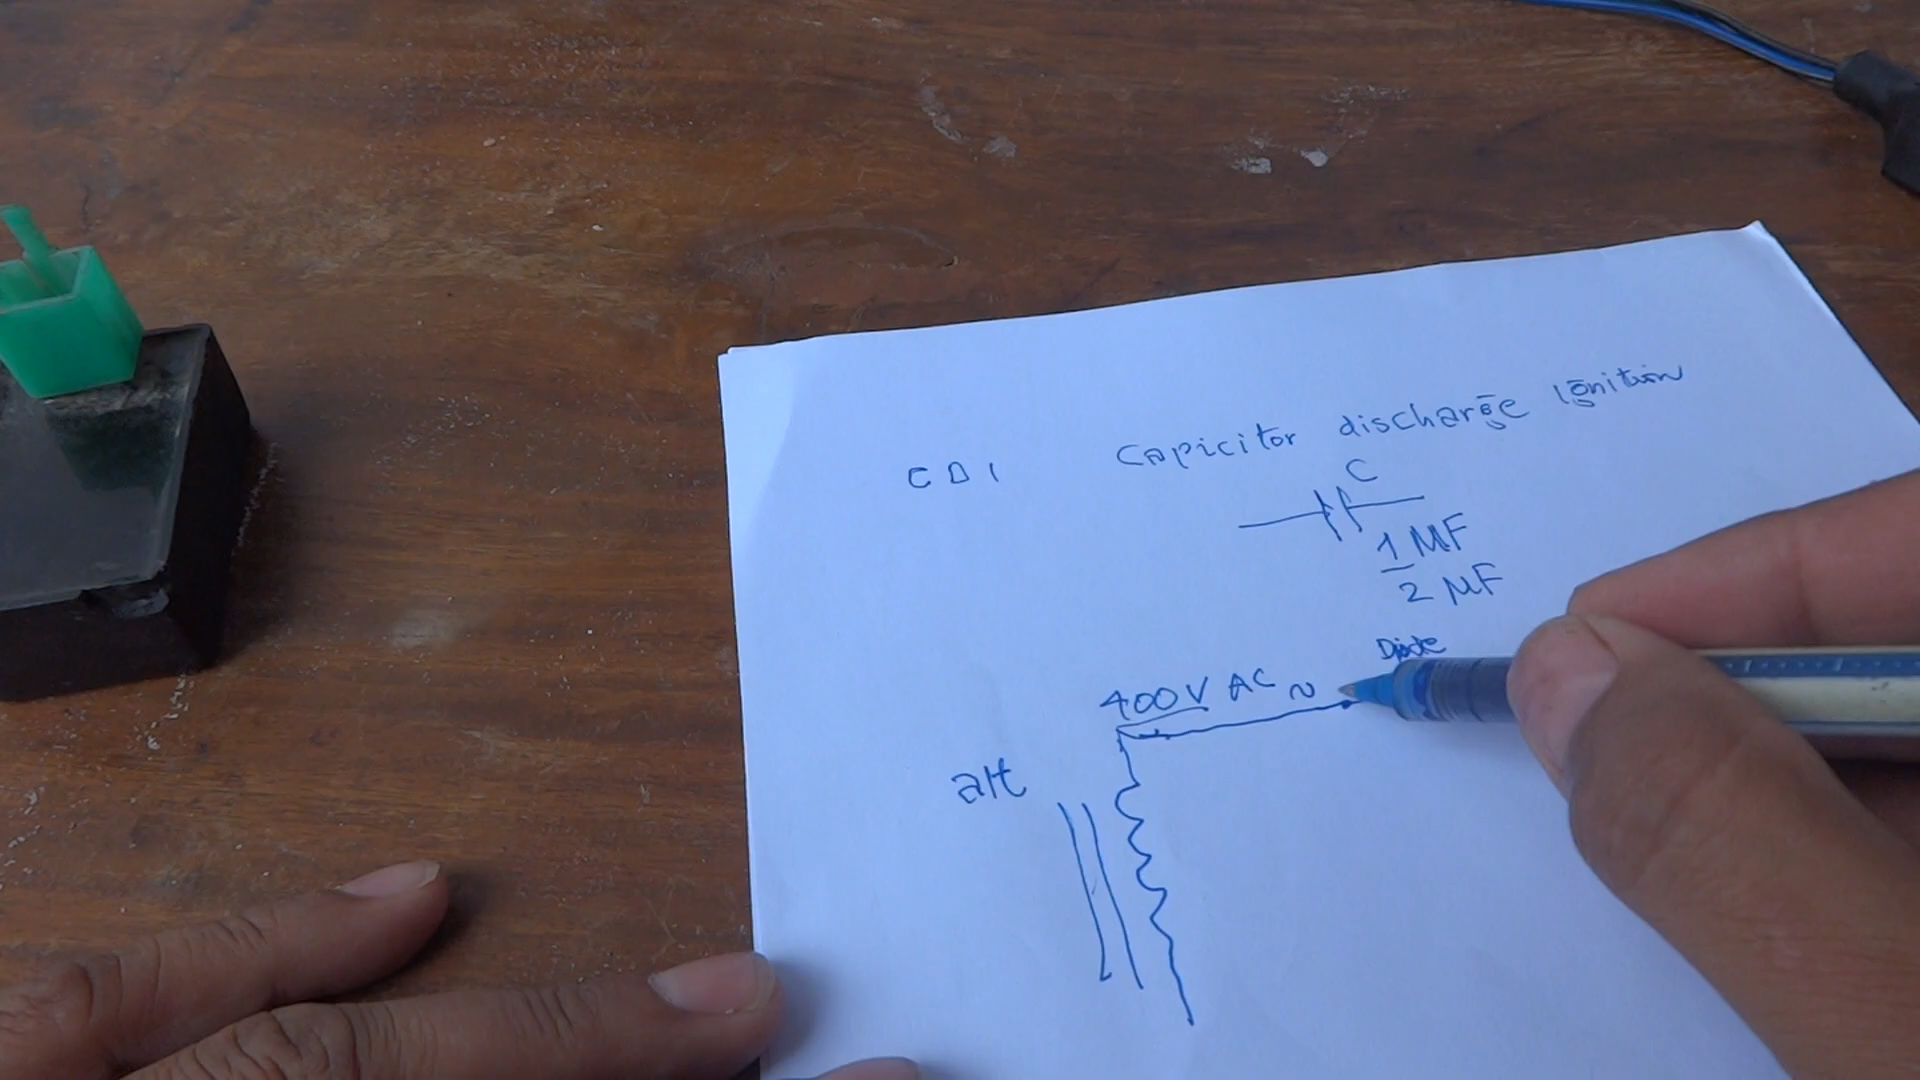 CDI Capicitor discharge Ignition
C
1 MF
2 MF
Diode
400V AC ~
alt